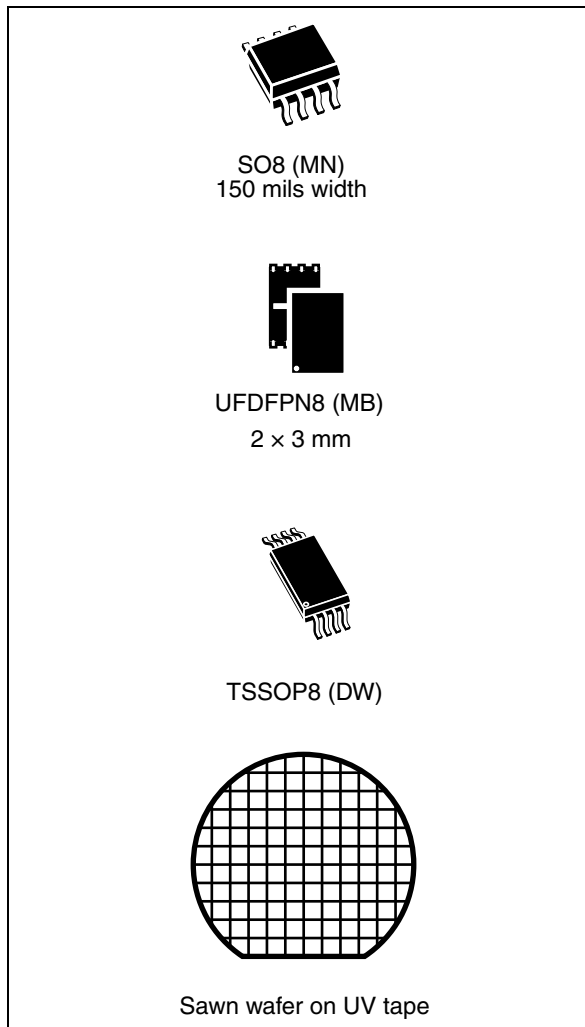 SO8 (MN)
150 mils width
UFDFPN8 (MB)
2 × 3 mm
TSSOP8 (DW)
Sawn wafer on UV tape